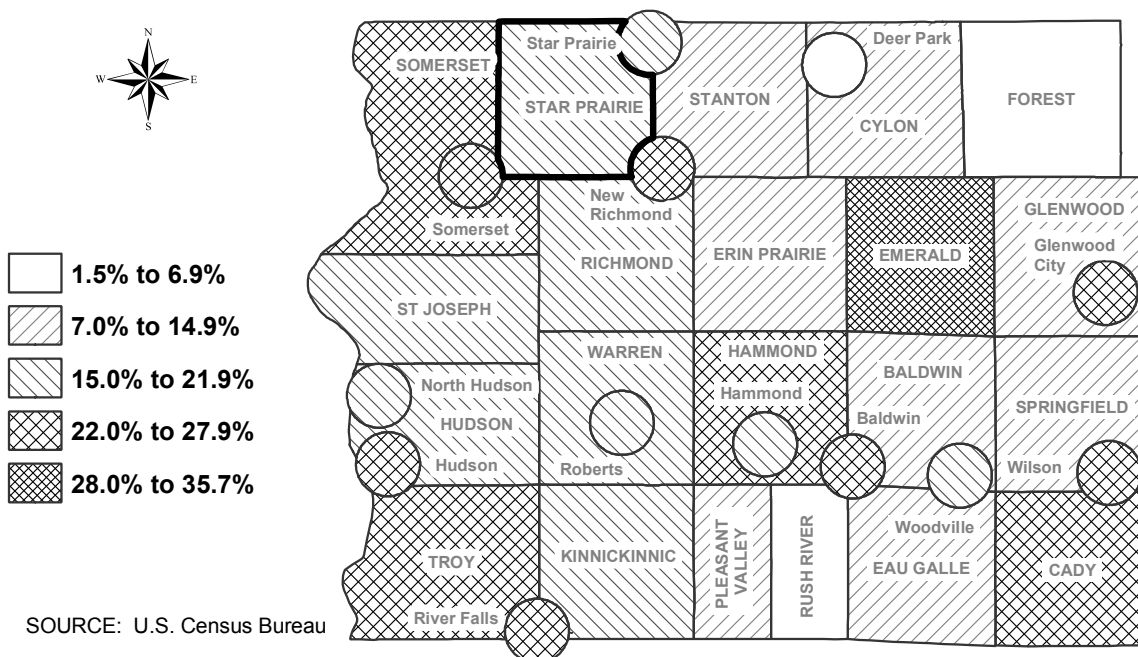 N
W
E
S
SOMERSET
Star Prairie
STAR PRAIRIE
STANTON
Deer Park
CYLON
FOREST
Somerset
New
Richmond
RICHMOND
ERIN PRAIRIE
EMERALD
GLENWOOD
Glenwood
City
1.5% to 6.9%
7.0% to 14.9%
15.0% to 21.9%
22.0% to 27.9%
28.0% to 35.7%
ST JOSEPH
North Hudson
HUDSON
Hudson
WARREN
Roberts
HAMMOND
Hammond
BALDWIN
Baldwin
SPRINGFIELD
Wilson
TROY
River Falls
KINNICKINNIC
PLEASANT
VALLEY
RUSH RIVER
Woodville
EAU GALLE
CADY
SOURCE: U.S. Census Bureau